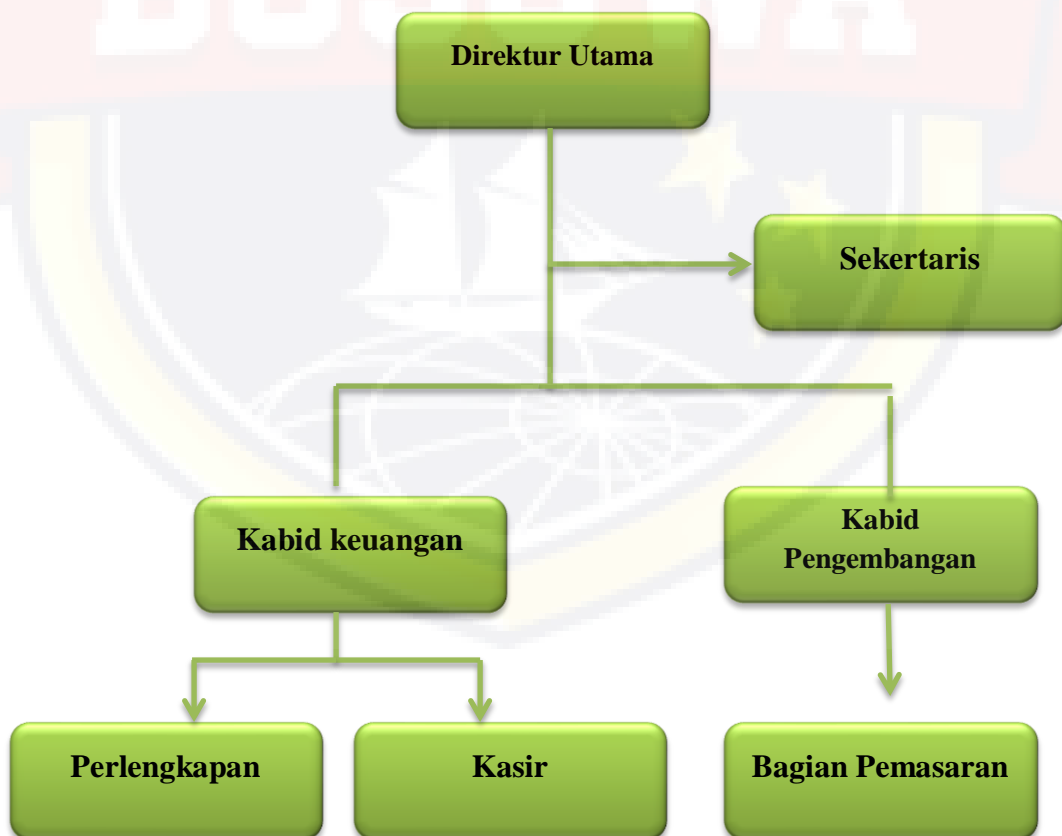 Direktur Utama
Sekertaris
Kabid keuangan
Kabid
Pengembangan
Perlengkapan
Kasir
Bagian Pemasaran